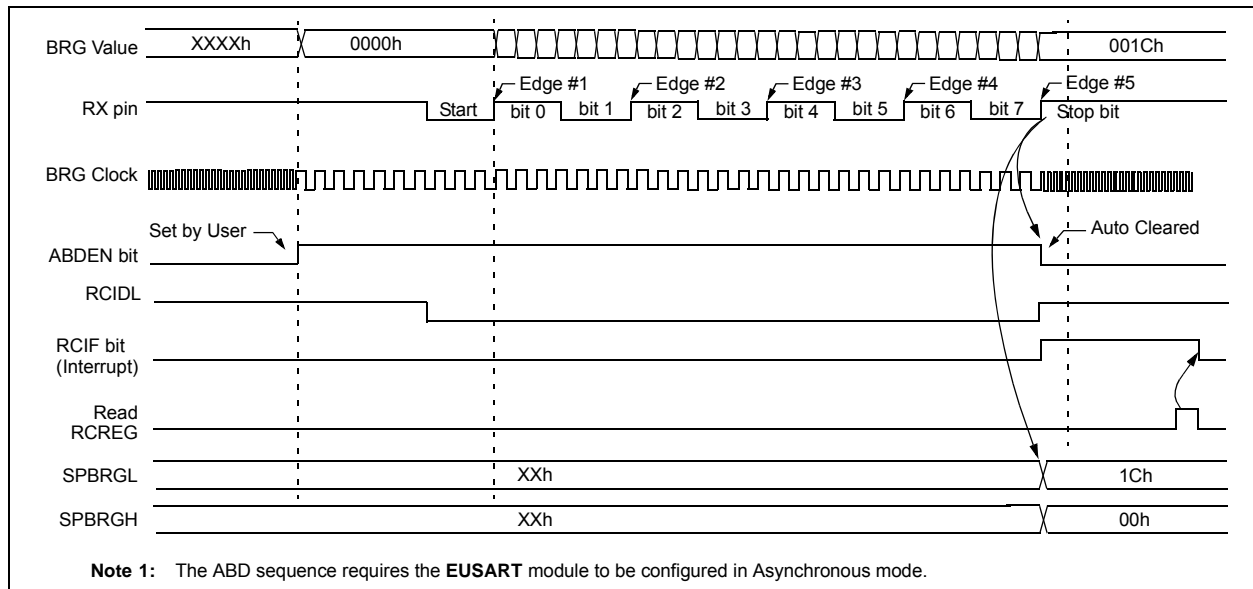 BRG Value XXXXh 0000h 001Ch
Edge #1 Edge #2 Edge #3 Edge #4 Edge #5
RX pin Start bit 0 bit 1 bit 2 bit 3 bit 4 bit 5 bit 6 bit 7 Stop bit
BRG Clock
Set by User Auto Cleared
ABDEN bit
RCIDL
RCIF bit
(Interrupt)
Read
RCREG
SPBRGL XXh 1Ch
SPBRGH XXh 00h
Note 1: The ABD sequence requires the EUSART module to be configured in Asynchronous mode.